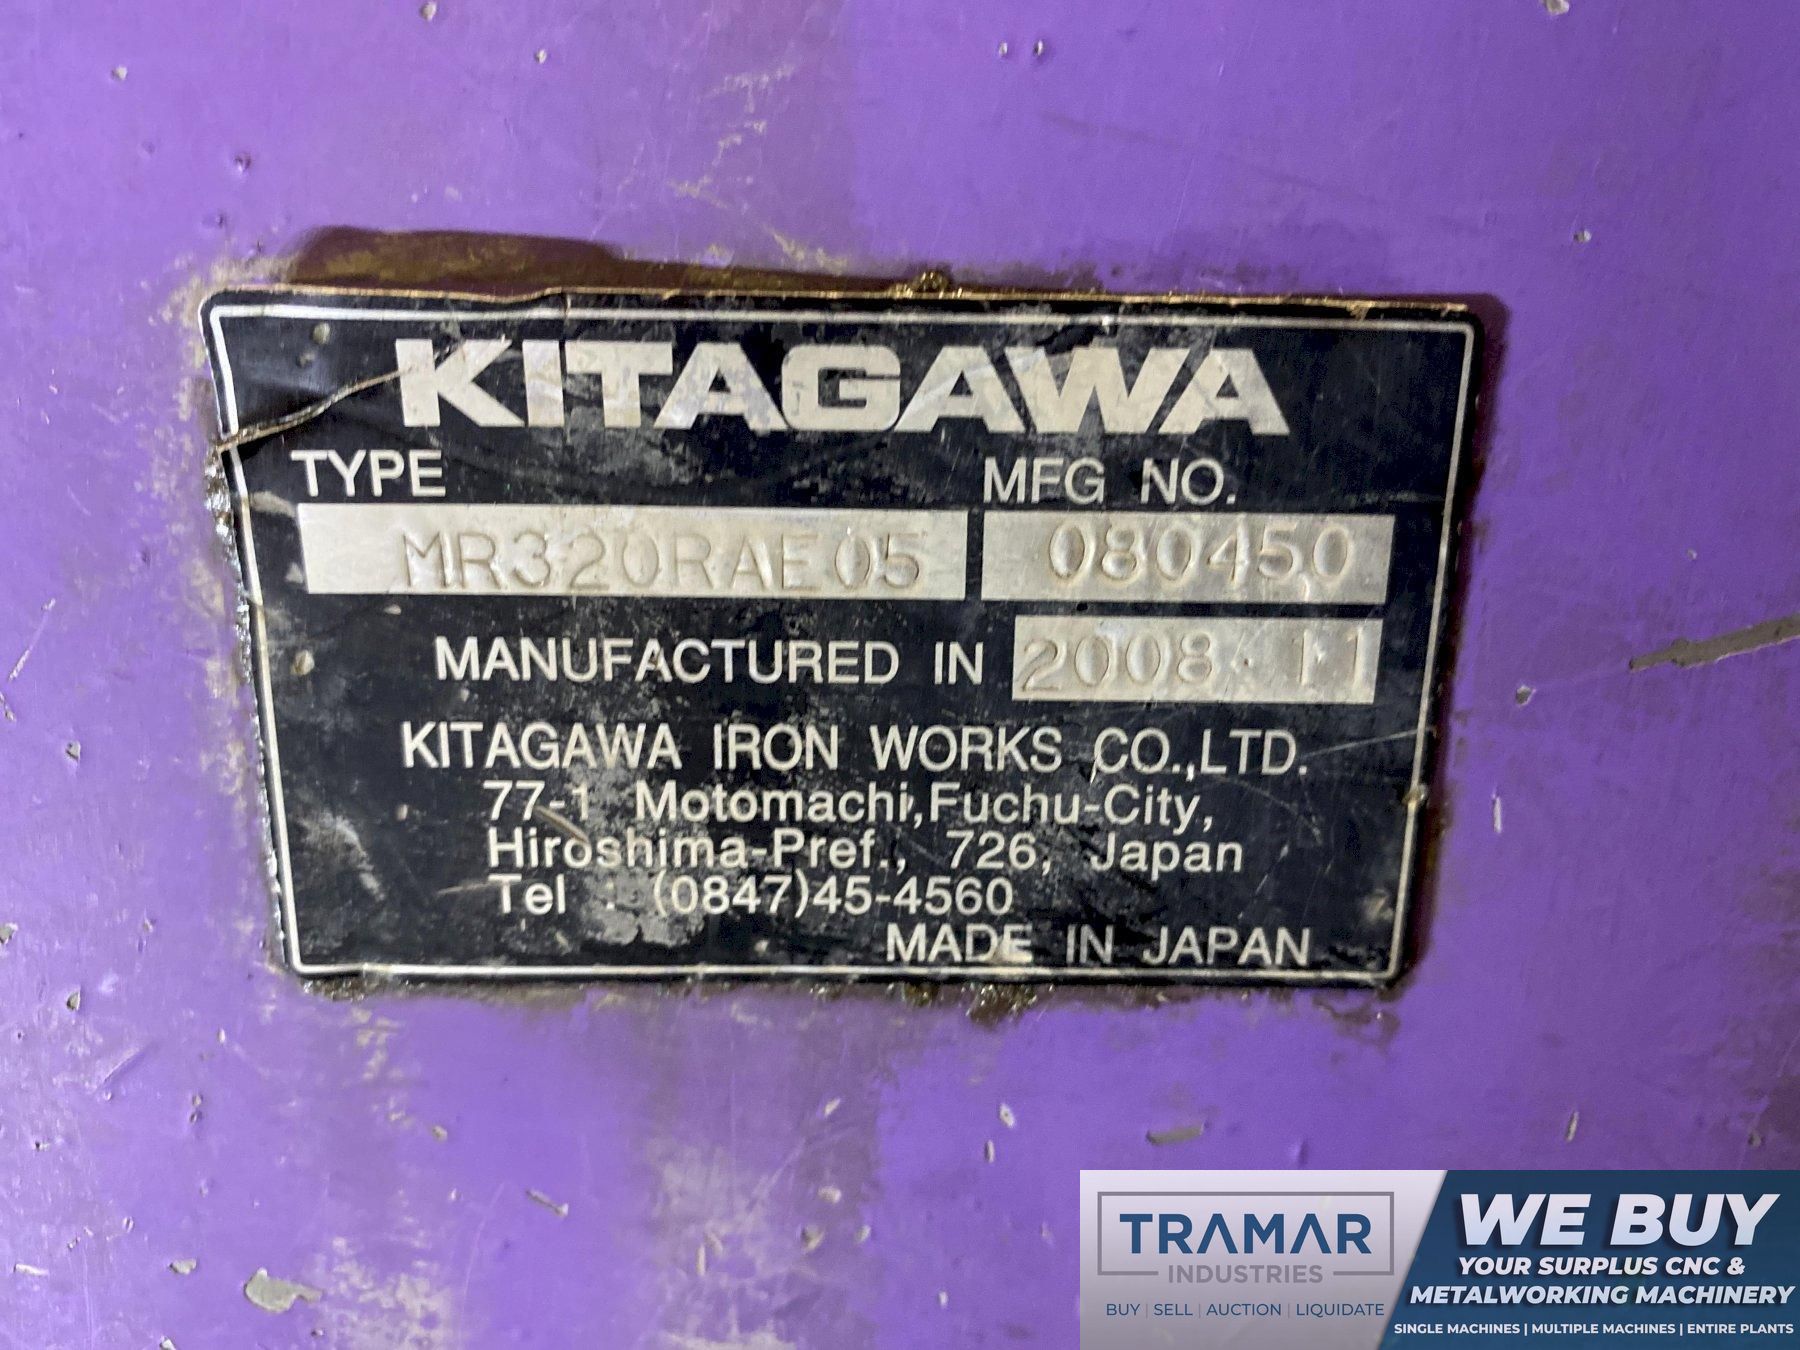 KITAGAWA
TYPE MFG NO.
MR320RAE05 080450
MANUFACTURED IN 2008.11
KITAGAWA IRON WORKS CO.,LTD.
77-1 Motomachi, Fuchu-City,
Hiroshima-Pref., 726, Japan
Tel : (0847)45-4560
MADE IN JAPAN
TRAMAR
INDUSTRIES
BUY | SELL | AUCTION | LIQUIDATE
WE BUY
YOUR SURPLUS CNC &
METALWORKING MACHINERY
SINGLE MACHINES | MULTIPLE MACHINES | ENTIRE PLANTS